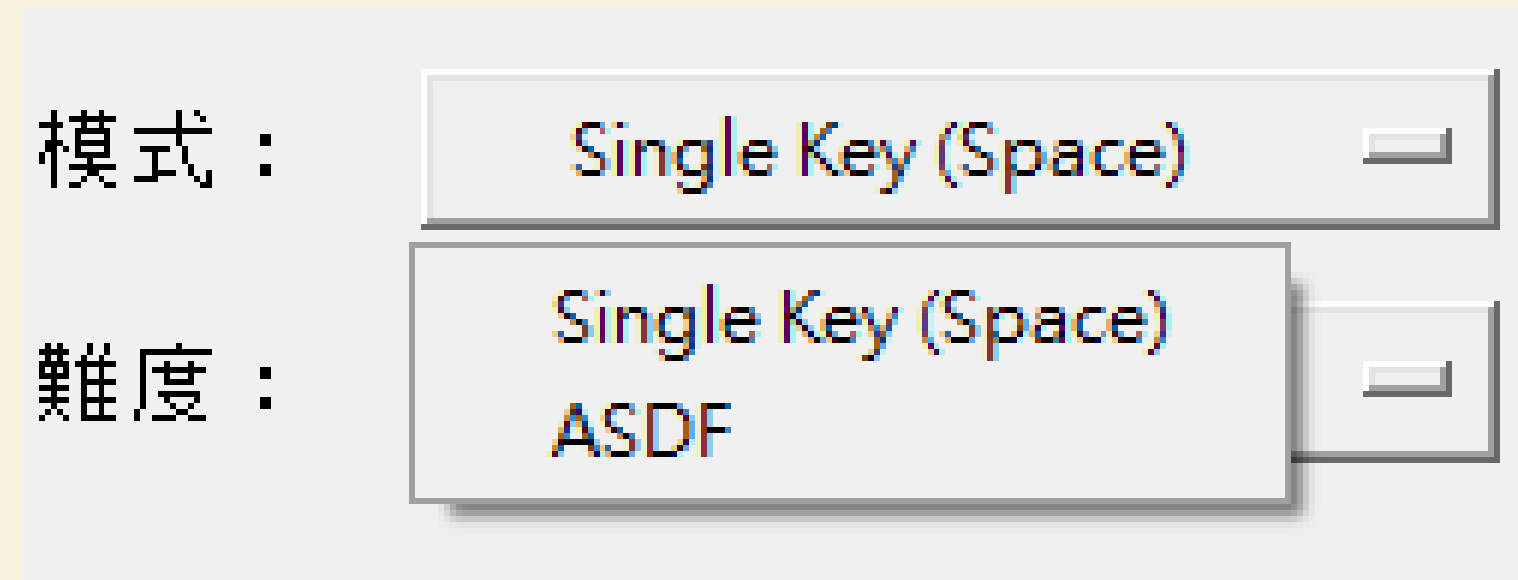 模式： Single Key (Space)
Single Key (Space)
難度：
ASDF